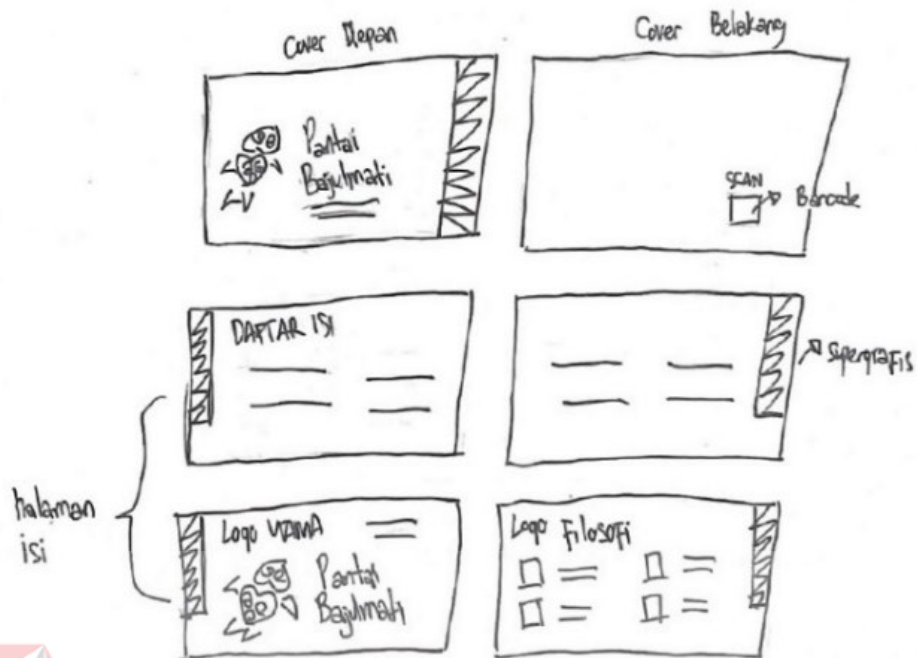 Cover Depan
Cover Belakang
Pantai
Bajulmati
SCAN
Barcode
DAFTAR ISI
Supergrafis
halaman
isi
Logo UTAMA
Pantai
Bajulmati
Logo Filosofi